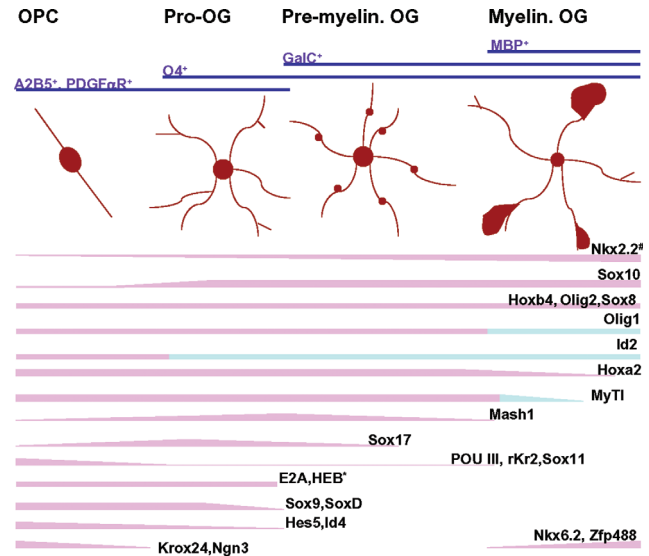 OPC Pro-OG Pre-myelin. OG Myelin. OG
MBP⁺
GalC⁺
O4⁺
A2B5⁺, PDGFαR⁺
Nkx2.2#
Sox10
Hoxb4, Olig2,Sox8
Olig1
Id2
Hoxa2
MyTI
Mash1
Sox17
POU III, rKr2,Sox11
E2A,HEB*
Sox9,SoxD
Hes5,Id4
Nkx6.2, Zfp488
Krox24,Ngn3